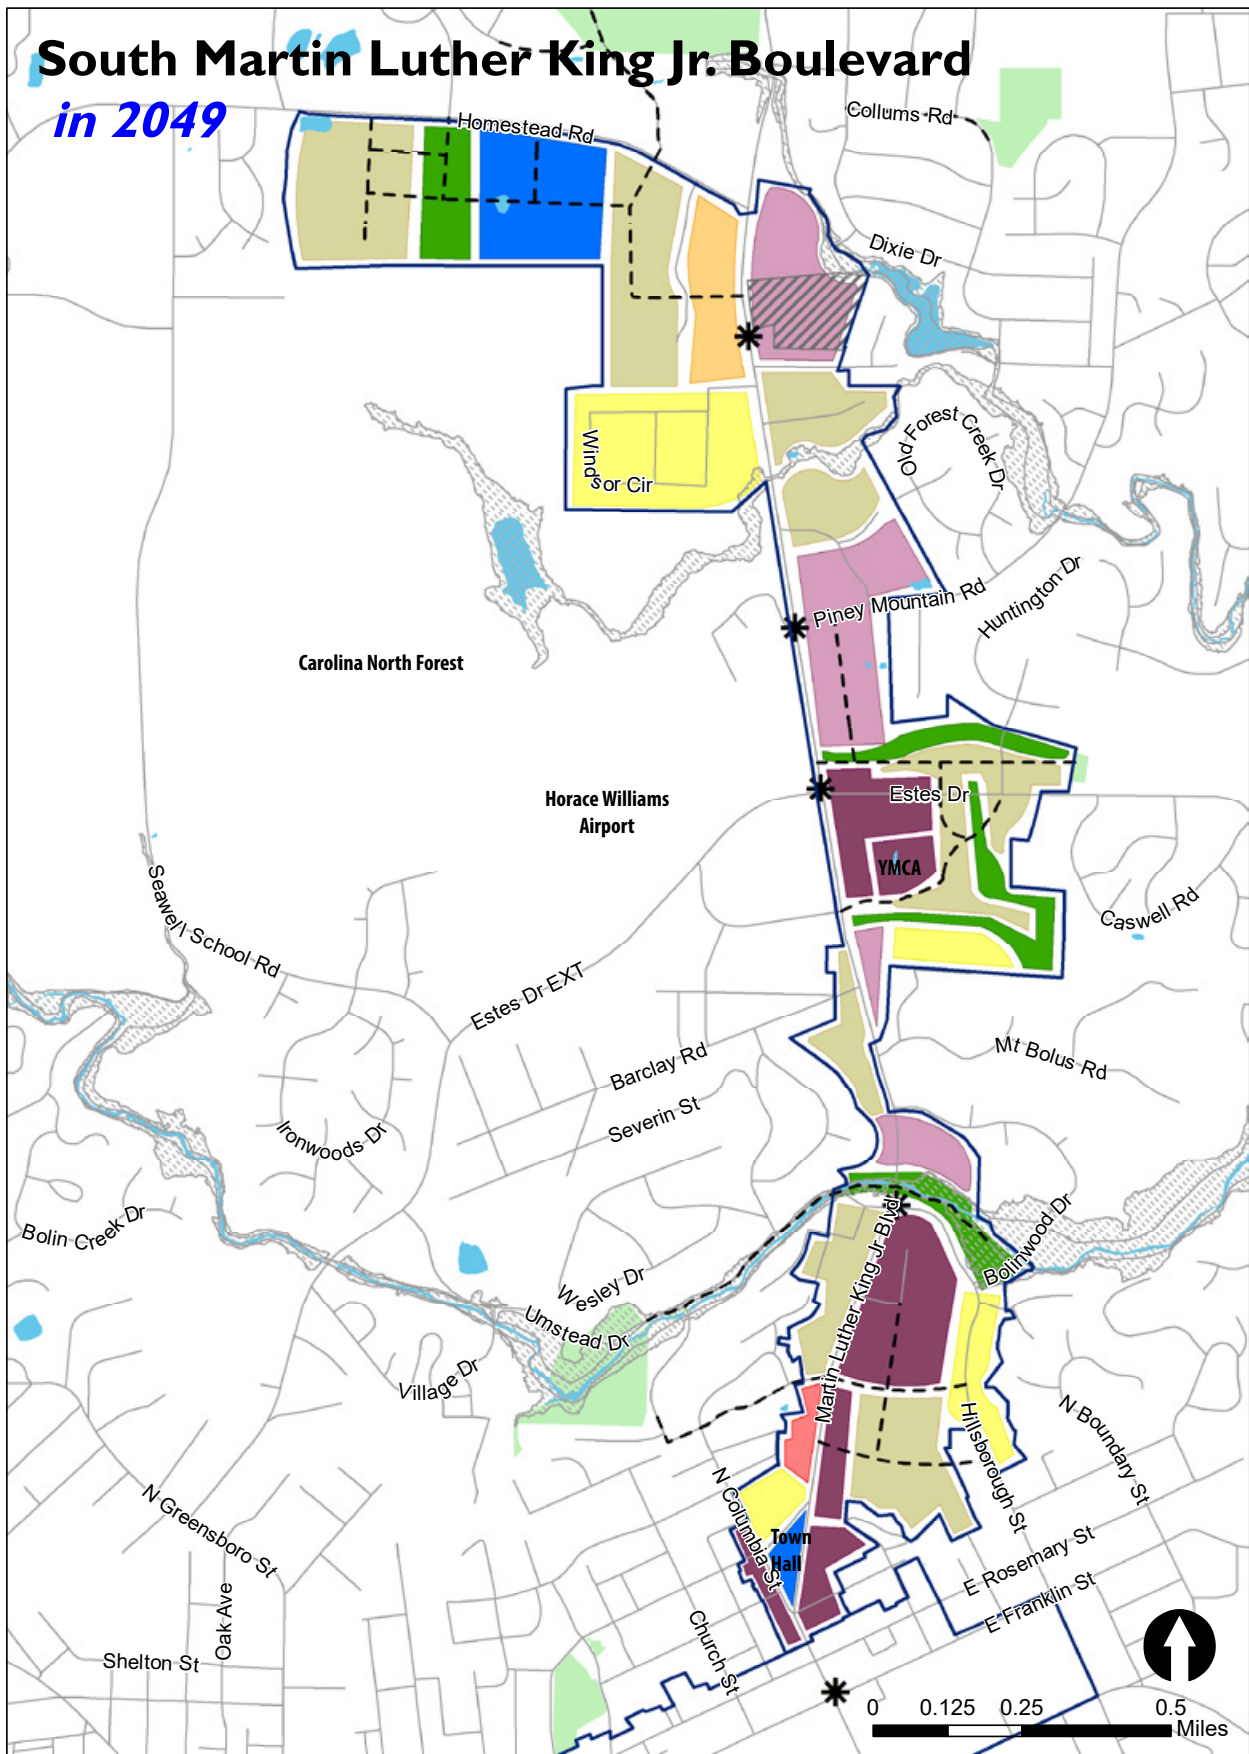 South Martin Luther King Jr. Boulevard
in 2049
Homestead Rd
Collums Rd
Dixie Dr
Old Forest Creek Dr
Windsor Cir
Piney Mountain Rd
Huntington Dr
Carolina North Forest
Horace Williams
Airport
Estes Dr
YMCA
Seawell School Rd
Caswell Rd
Estes Dr EXT
Barclay Rd
Mt Bolus Rd
Severin St
Ironwoods Dr
Bolin Creek Dr
Bolinwood Dr
Wesley Dr
Umstead Dr
Martin Luther King Jr Blvd
Village Dr
Hillsborough St
N Boundary St
N Columbia St
N Greensboro St
Town
Hall
E Rosemary St
E Franklin St
Oak Ave
Church St
Shelton St
0 0.125 0.25 0.5
Miles